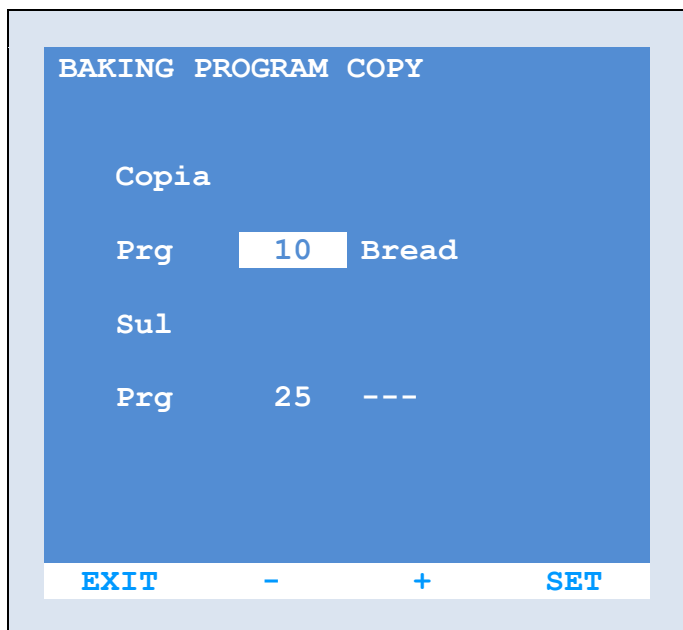 BAKING PROGRAM COPY
Copia
Prg 10 Bread
Sul
Prg 25 ---
EXIT - + SET